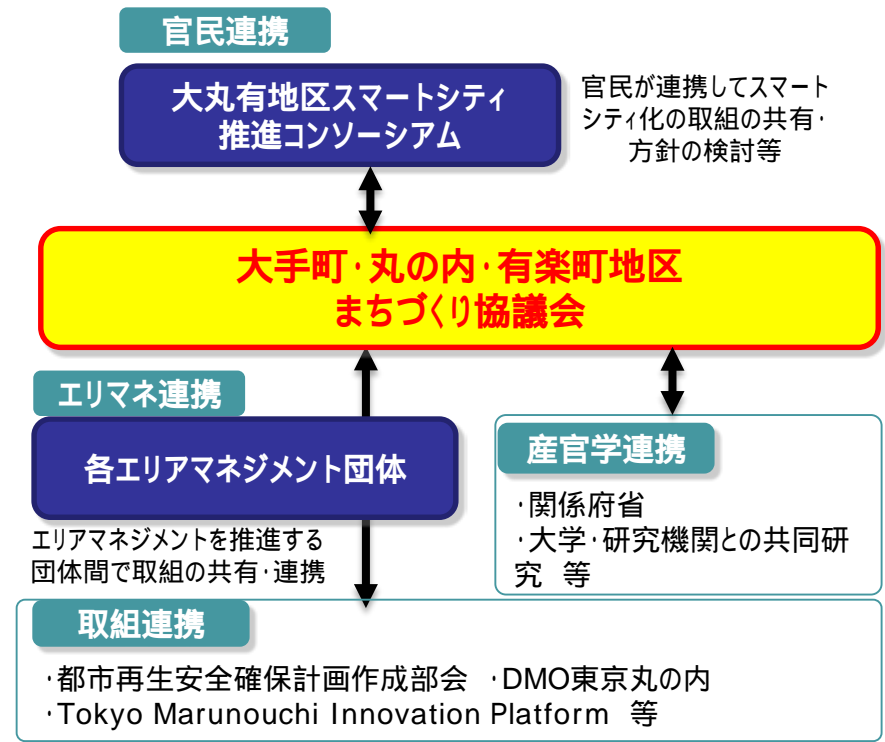 官民連携
大丸有地区スマートシティ
推進コンソーシアム
官民が連携してスマート
シティ化の取組の共有・
方針の検討等
大手町・丸の内・有楽町地区
まちづくり協議会
エリマネ連携
各エリアマネジメント団体
エリアマネジメントを推進する
団体間で取組の共有・連携
産官学連携
・関係府省
・大学・研究機関との共同研
究 等
取組連携
・都市再生安全確保計画作成部会 ・DMO東京丸の内
・Tokyo Marunouchi Innovation Platform 等